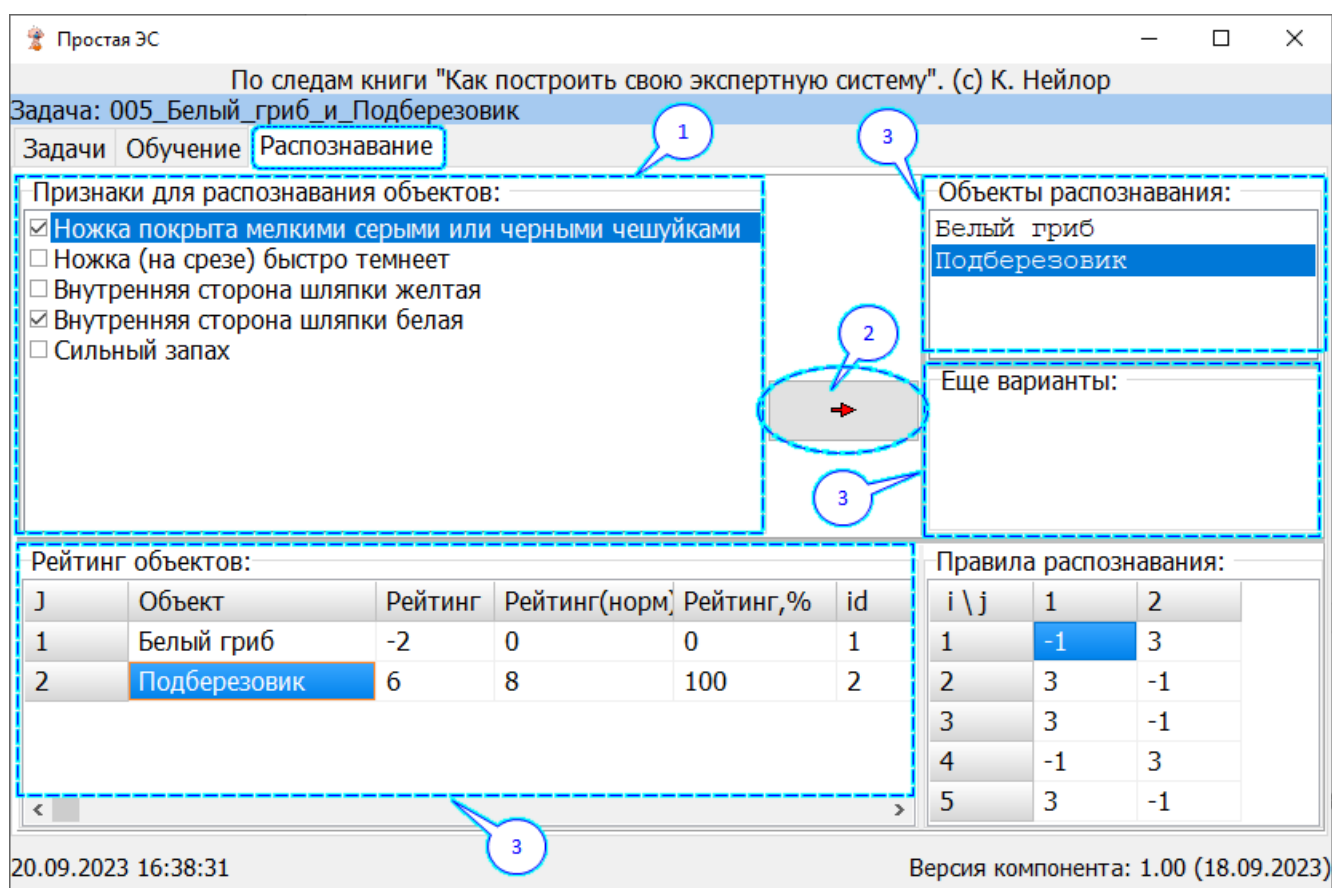 Простая ЭС
По следам книги "Как построить свою экспертную систему". (с) К. Нейлор
Задача: 005_Белый_гриб_и_Подберезовик
Задачи Обучение Распознавание
1
3
Признаки для распознавания объектов:
Ножка покрыта мелкими серыми или черными чешуйками
Ножка (на срезе) быстро темнеет
Внутренняя сторона шляпки желтая
Внутренняя сторона шляпки белая
Сильный запах
2
Объекты распознавания:
Белый гриб
Подберезовик
Еще варианты:
3
Рейтинг объектов:
J Объект Рейтинг Рейтинг(норм) Рейтинг,% id
1 Белый гриб -2 0 0 1
2 Подберезовик 6 8 100 2
3
Правила распознавания:
i \ j 1 2
1 -1 3
2 3 -1
3 3 -1
4 -1 3
5 3 -1
20.09.2023 16:38:31
Версия компонента: 1.00 (18.09.2023)